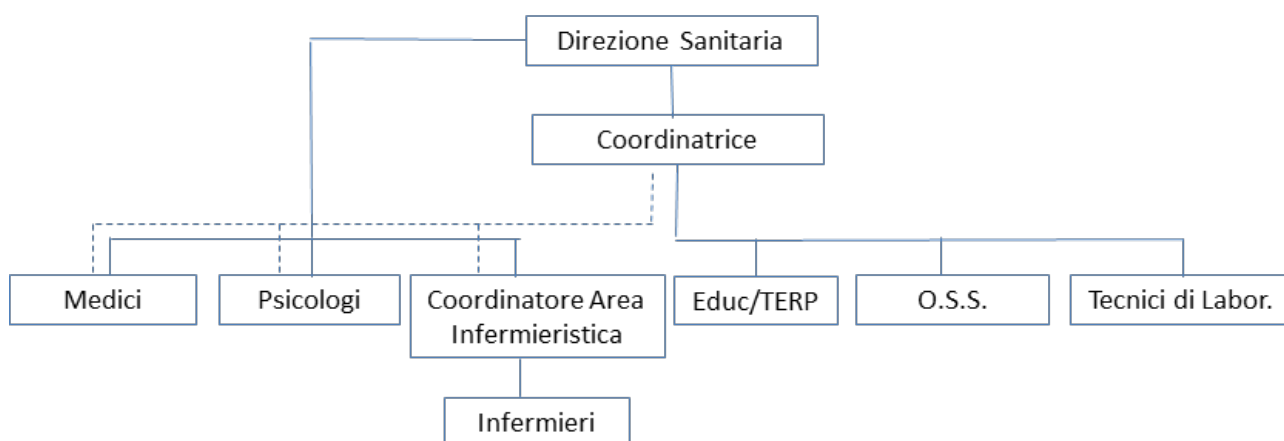 Direzione Sanitaria
Coordinatrice
Medici
Psicologi
Coordinatore Area
Infermieristica
Educ/TERP
O.S.S.
Tecnici di Labor.
Infermieri